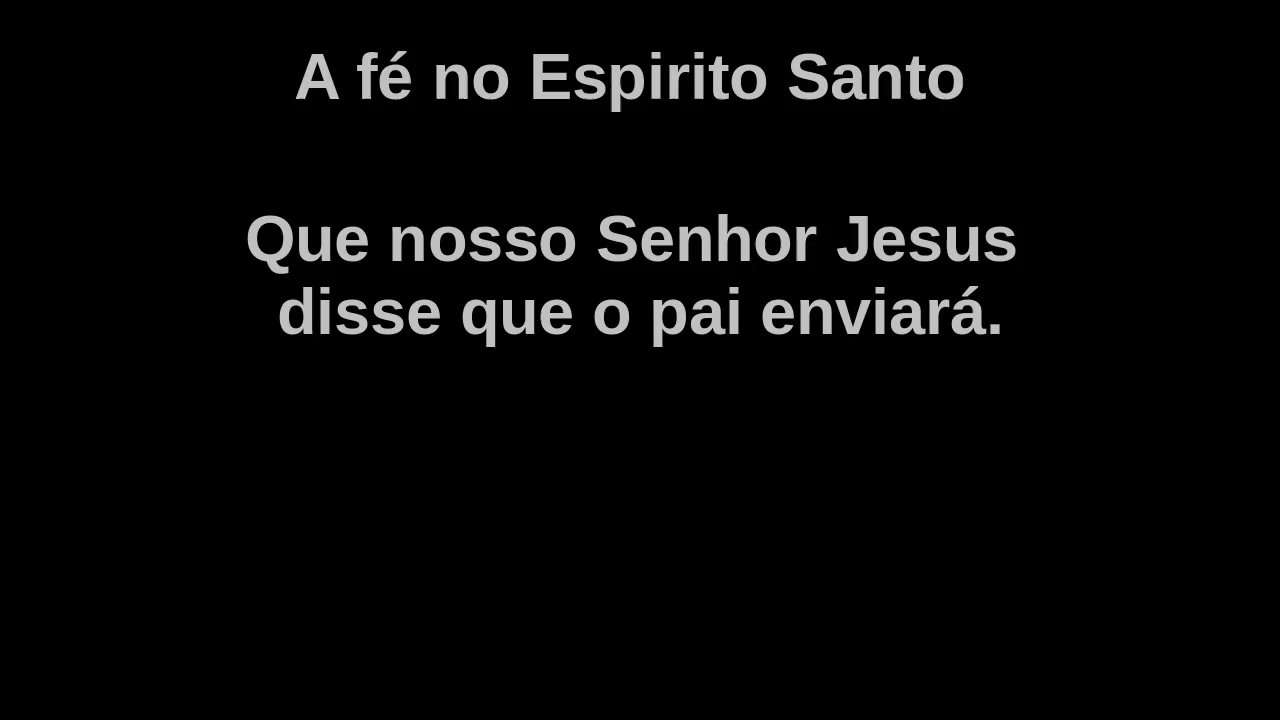 A fé no Espirito Santo
Que nosso Senhor Jesus
disse que o pai enviará.